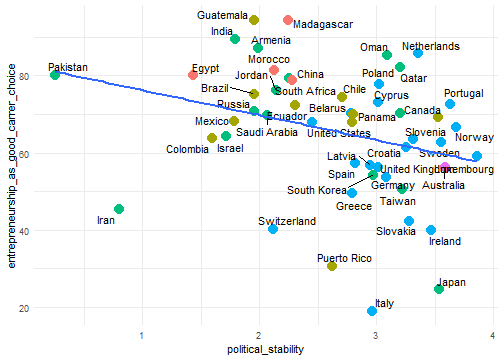 Guatemala
Madagascar
India
Armenia
Oman
Netherlands
Morocco
Pakistan
Egypt
Jordan
China
Poland
Qatar
80
Brazil
South Africa
Chile
Cyprus
Portugal
Russia
Belarus
Panama
Canada
Mexico
Ecuador
Saudi Arabia
United States
Slovenia
Norway
Colombia
Israel
Latvia
Croatia
Sweden
60
Spain
United Kingdom
Luxembourg
South Korea
Germany
Australia
Greece
Taiwan
Iran
Switzerland
Slovakia
Ireland
40
Puerto Rico
Japan
Italy
20
1
2
3
4
political_stability
entrepreneurship_as_good_carrer_choice